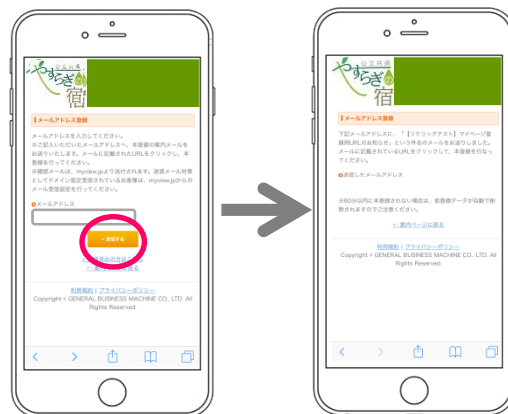 公立共済
やすらぎの
宿
メールアドレス登録
メールアドレスを入力してください。
※ご記入いただいたメールアドレスへ、本登録の案内メールを
お送りいたします。メールに記載されたURLをクリックし、本
登録を行ってください。
※確認メールは、myview.jpより送付されます。迷惑メール対策
としてドメイン指定受信されているお客様は、myview.jpからの
メール受信設定を行ってください。
メールアドレス
送信する
利用規約 | プライバシーポリシー
Copyright © GENERAL BUSINESS MACHINE CO., LTD. All
Rights Reserved.
公立共済
やすらぎの
宿
メールアドレス登録
下記メールアドレスに、「【リクリックテスト】マイページ登
録用URLのお知らせ」という件名のメールをお送りしました。
メールに記載されているURLをクリックして、本登録を行なっ
てください。
送信したメールアドレス
※60分以内に本登録されない場合は、仮登録データが自動で削
除されますのでご注意ください。
← 案内ページに戻る
利用規約 | プライバシーポリシー
Copyright © GENERAL BUSINESS MACHINE CO., LTD. All
Rights Reserved.